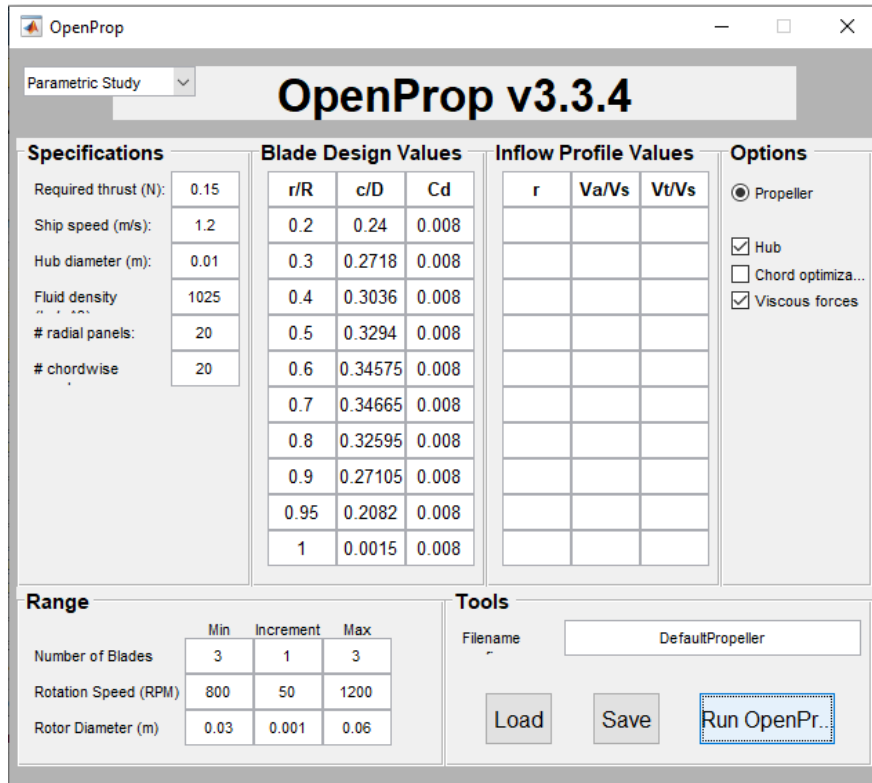 OpenProp
Parametric Study
OpenProp v3.3.4
Specifications
Required thrust (N): 0.15
Ship speed (m/s): 1.2
Hub diameter (m): 0.01
Fluid density 1025
# radial panels: 20
# chordwise 20
Blade Design Values
r/R c/D Cd
0.2 0.24 0.008
0.3 0.2718 0.008
0.4 0.3036 0.008
0.5 0.3294 0.008
0.6 0.34575 0.008
0.7 0.34665 0.008
0.8 0.32595 0.008
0.9 0.27105 0.008
0.95 0.2082 0.008
1 0.0015 0.008
Inflow Profile Values
r Va/Vs Vt/Vs
Options
Propeller
Hub
Chord optimiza...
Viscous forces
Range
Min Increment Max
Number of Blades 3 1 3
Rotation Speed (RPM) 800 50 1200
Rotor Diameter (m) 0.03 0.001 0.06
Tools
Filename DefaultPropeller
Load Save Run OpenPr...